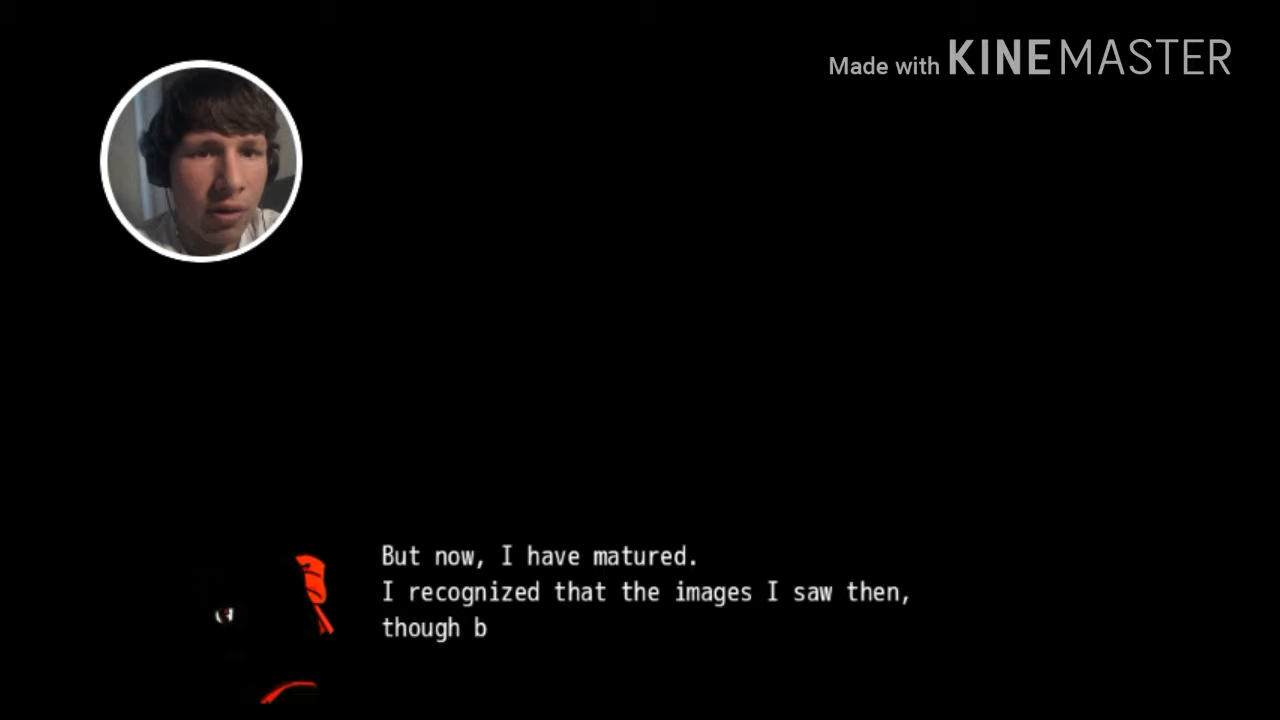 Made with KINEMASTER
But now, I have matured.
I recognized that the images I saw then,
though b